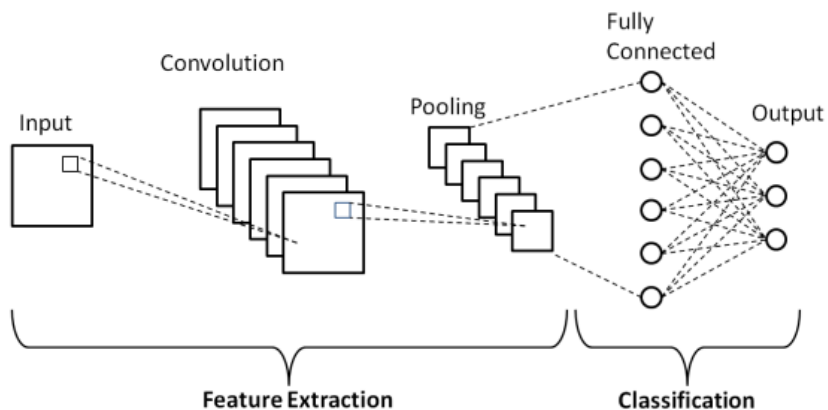 Input
Convolution
Pooling
Fully
Connected
Output
Feature Extraction
Classification